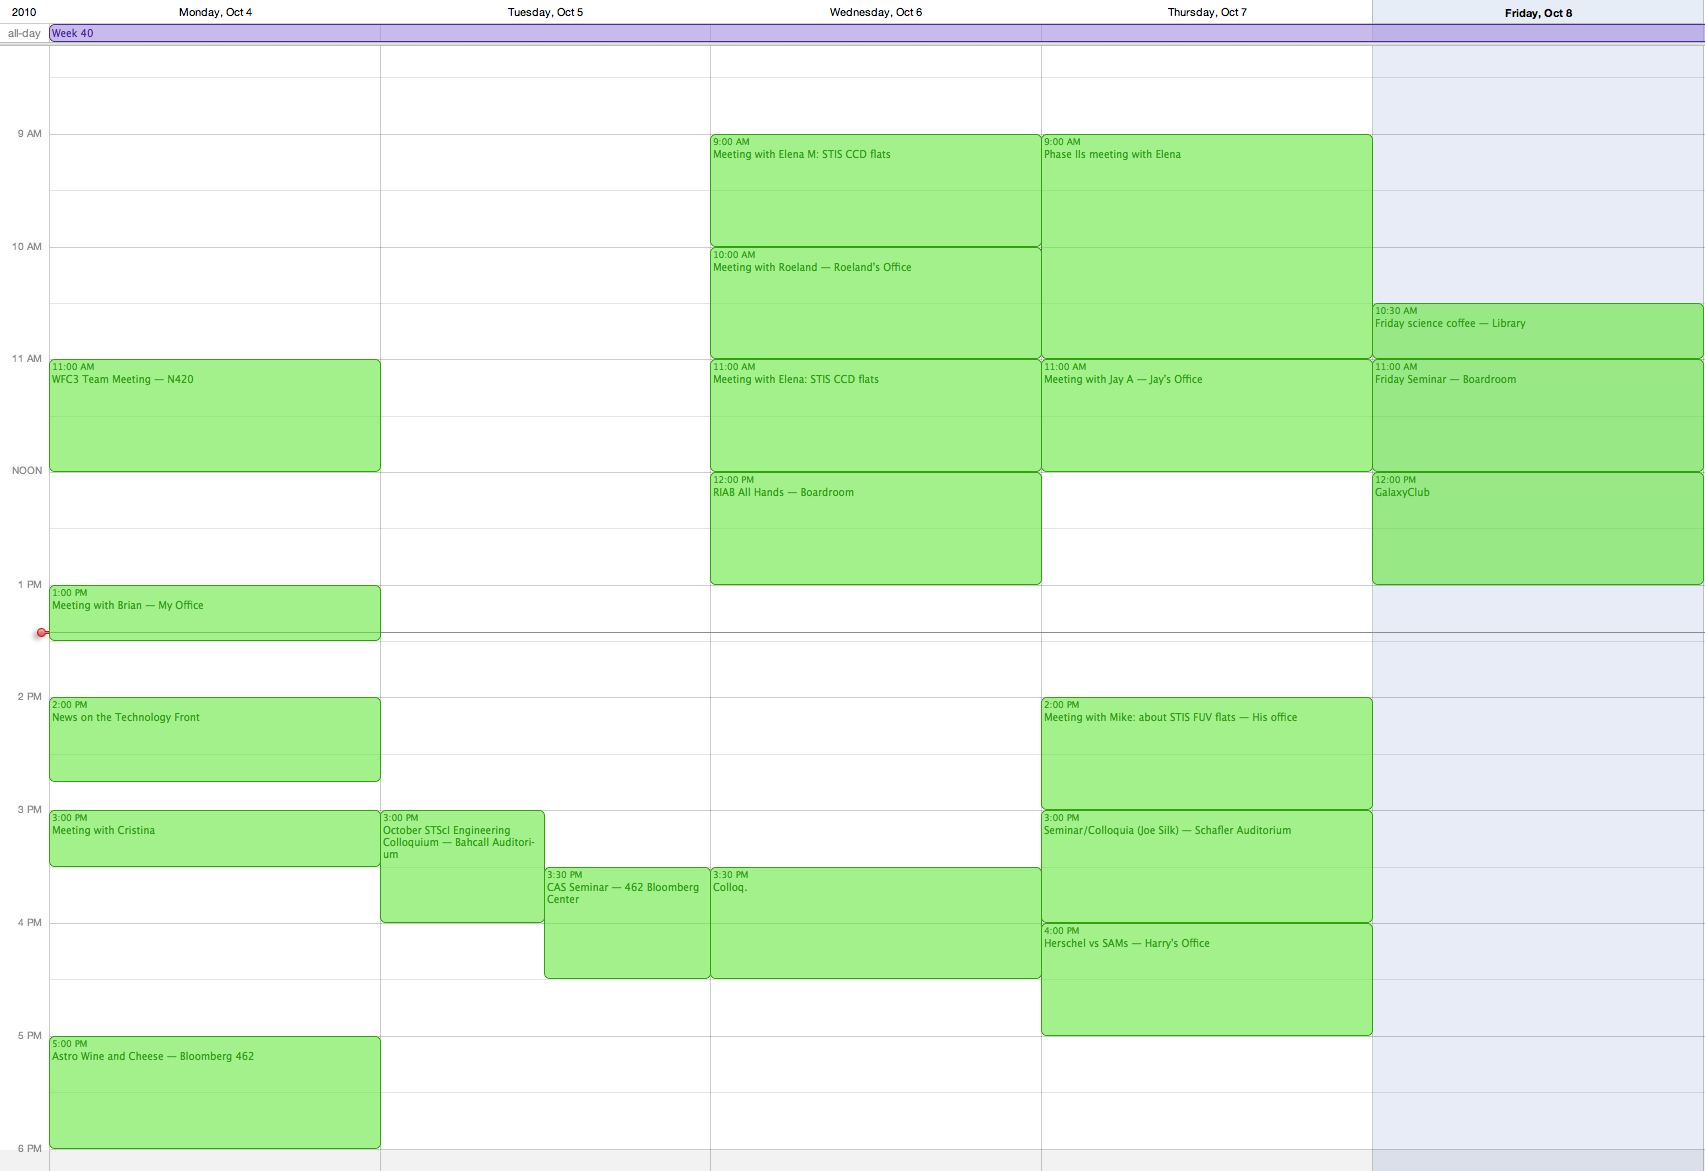 2010
Monday, Oct 4
Tuesday, Oct 5
Wednesday, Oct 6
Thursday, Oct 7
Friday, Oct 8
all-day
Week 40
9 AM
10 AM
11 AM
NOON
1 PM
2 PM
3 PM
4 PM
5 PM
6 PM
11:00 AM
WFC3 Team Meeting — N420
1:00 PM
Meeting with Brian — My Office
2:00 PM
News on the Technology Front
3:00 PM
Meeting with Cristina
5:00 PM
Astro Wine and Cheese — Bloomberg 462
3:00 PM
October STScI Engineering
Colloquium — Bahcall Auditori-
um
3:30 PM
CAS Seminar — 462 Bloomberg
Center
9:00 AM
Meeting with Elena M: STIS CCD flats
10:00 AM
Meeting with Roeland — Roeland's Office
11:00 AM
Meeting with Elena: STIS CCD flats
12:00 PM
RIAB All Hands — Boardroom
3:30 PM
Colloq.
9:00 AM
Phase IIs meeting with Elena
11:00 AM
Meeting with Jay A — Jay's Office
2:00 PM
Meeting with Mike: about STIS FUV flats — His office
3:00 PM
Seminar/Colloquia (Joe Silk) — Schafler Auditorium
4:00 PM
Herschel vs SAMs — Harry's Office
10:30 AM
Friday science coffee — Library
11:00 AM
Friday Seminar — Boardroom
12:00 PM
GalaxyClub